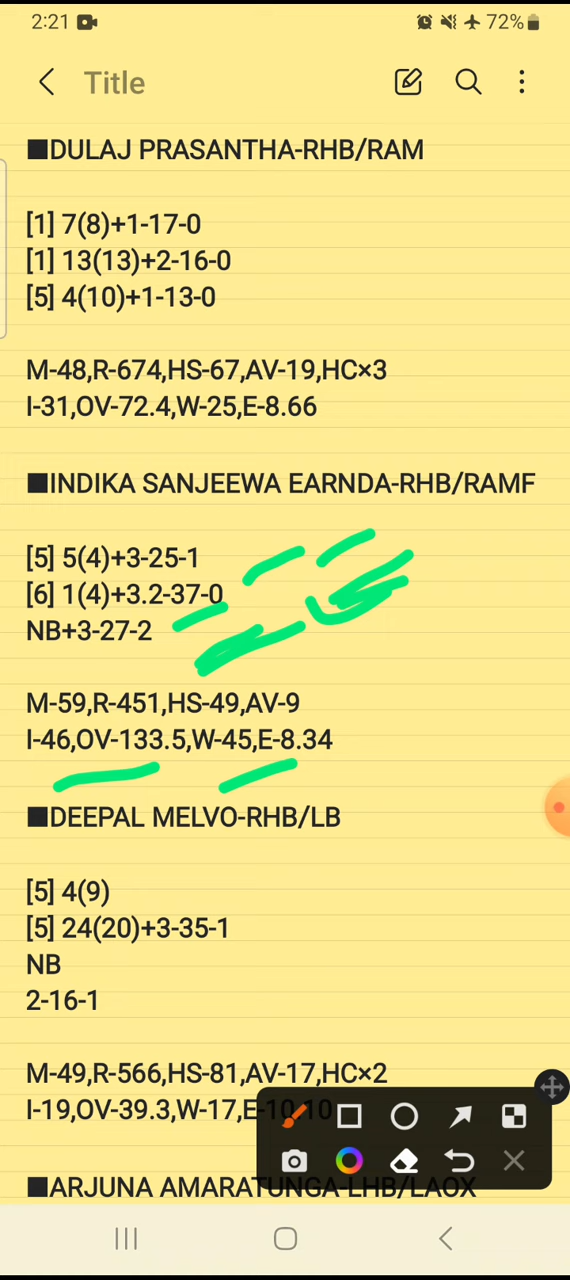 2:21
72%
Title
■DULAJ PRASANTHA-RHB/RAM
[1] 7(8)+1-17-0
[1] 13(13)+2-16-0
[5] 4(10)+1-13-0
M-48,R-674,HS-67,AV-19,HC×3
I-31,OV-72.4,W-25,E-8.66
■INDIKA SANJEEWA EARNDA-RHB/RAMF
[5] 5(4)+3-25-1
[6] 1(4)+3.2-37-0
NB+3-27-2
M-59,R-451,HS-49,AV-9
I-46,OV-133.5,W-45,E-8.34
■DEEPAL MELVO-RHB/LB
[5] 4(9)
[5] 24(20)+3-35-1
NB
2-16-1
M-49,R-566,HS-81,AV-17,HC×2
I-19,OV-39.3,W-17,E-10.10
■ARJUNA AMARATUNGA-LHB/LAOX